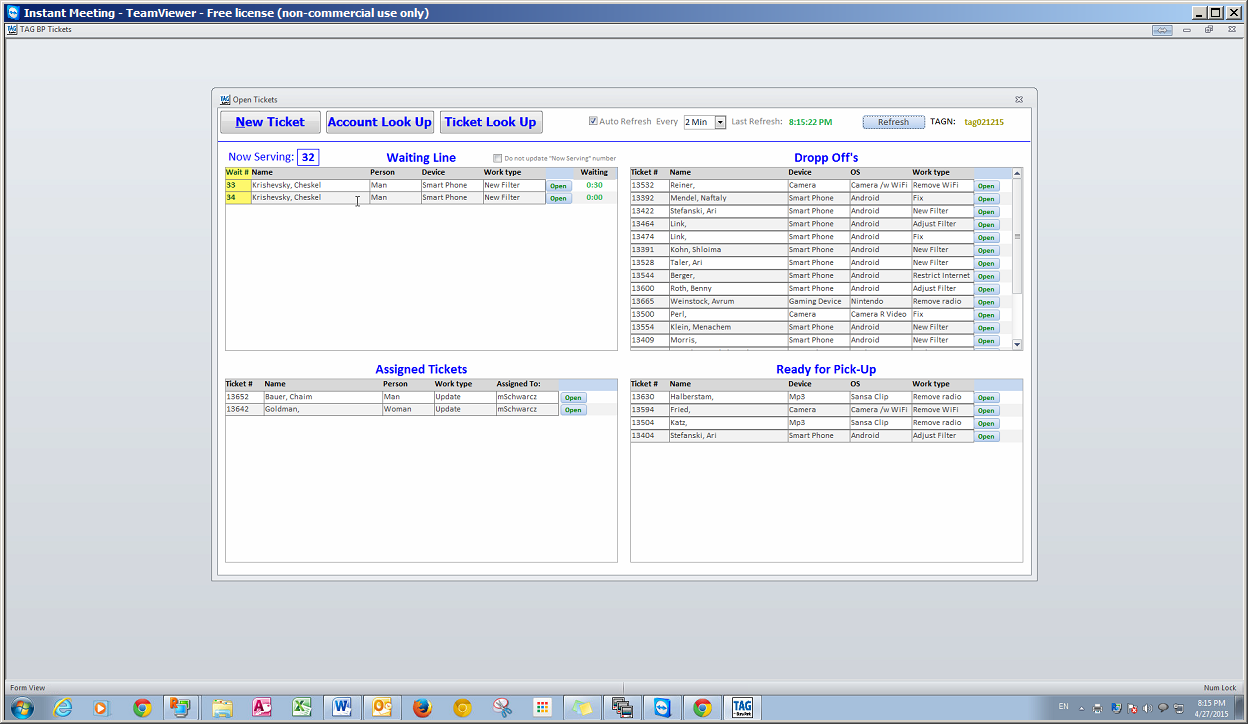 Instant Meeting - TeamViewer - Free license (non-commercial use only)
TAG BP Tickets
Open Tickets
New Ticket Account Look Up Ticket Look Up Auto Refresh Every 2 Min Last Refresh: 8:15:22 PM Refresh TAGN: tag021215
Now Serving: 32 Waiting Line Do not update "Now Serving" number
Wait # Name Person Device Work type Waiting
33 Krishevsky, Cheskel Man Smart Phone New Filter Open 0:30
34 Krishevsky, Cheskel Man Smart Phone New Filter Open 0:00
Dropp Off's
Ticket # Name Device OS Work type
13532 Reiner, Camera Camera /w WiFi Remove WiFi Open
13392 Mendel, Naftaly Smart Phone Android Fix Open
13422 Stefanski, Ari Smart Phone Android New Filter Open
13464 Link, Smart Phone Android Adjust Filter Open
13474 Link, Smart Phone Android Fix Open
13391 Kohn, Shloima Smart Phone Android New Filter Open
13528 Taler, Ari Smart Phone Android New Filter Open
13544 Berger, Smart Phone Android Restrict Internet Open
13600 Roth, Benny Smart Phone Android Adjust Filter Open
13665 Weinstock, Avrum Gaming Device Nintendo Remove radio Open
13500 Perl, Camera Camera R Video Fix Open
13554 Klein, Menachem Smart Phone Android New Filter Open
13409 Morris, Smart Phone Android New Filter Open
Assigned Tickets
Ticket # Name Person Work type Assigned To:
13652 Bauer, Chaim Man Update mSchwarcz Open
13642 Goldman, Woman Update mSchwarcz Open
Ready for Pick-Up
Ticket # Name Device OS Work type
13630 Halberstam, Mp3 Sansa Clip Remove radio Open
13594 Fried, Camera Camera /w WiFi Remove WiFi Open
13504 Katz, Mp3 Sansa Clip Remove radio Open
13404 Stefanski, Ari Smart Phone Android Adjust Filter Open
Form View Num Lock
TAG EN 8:15 PM
4/27/2015